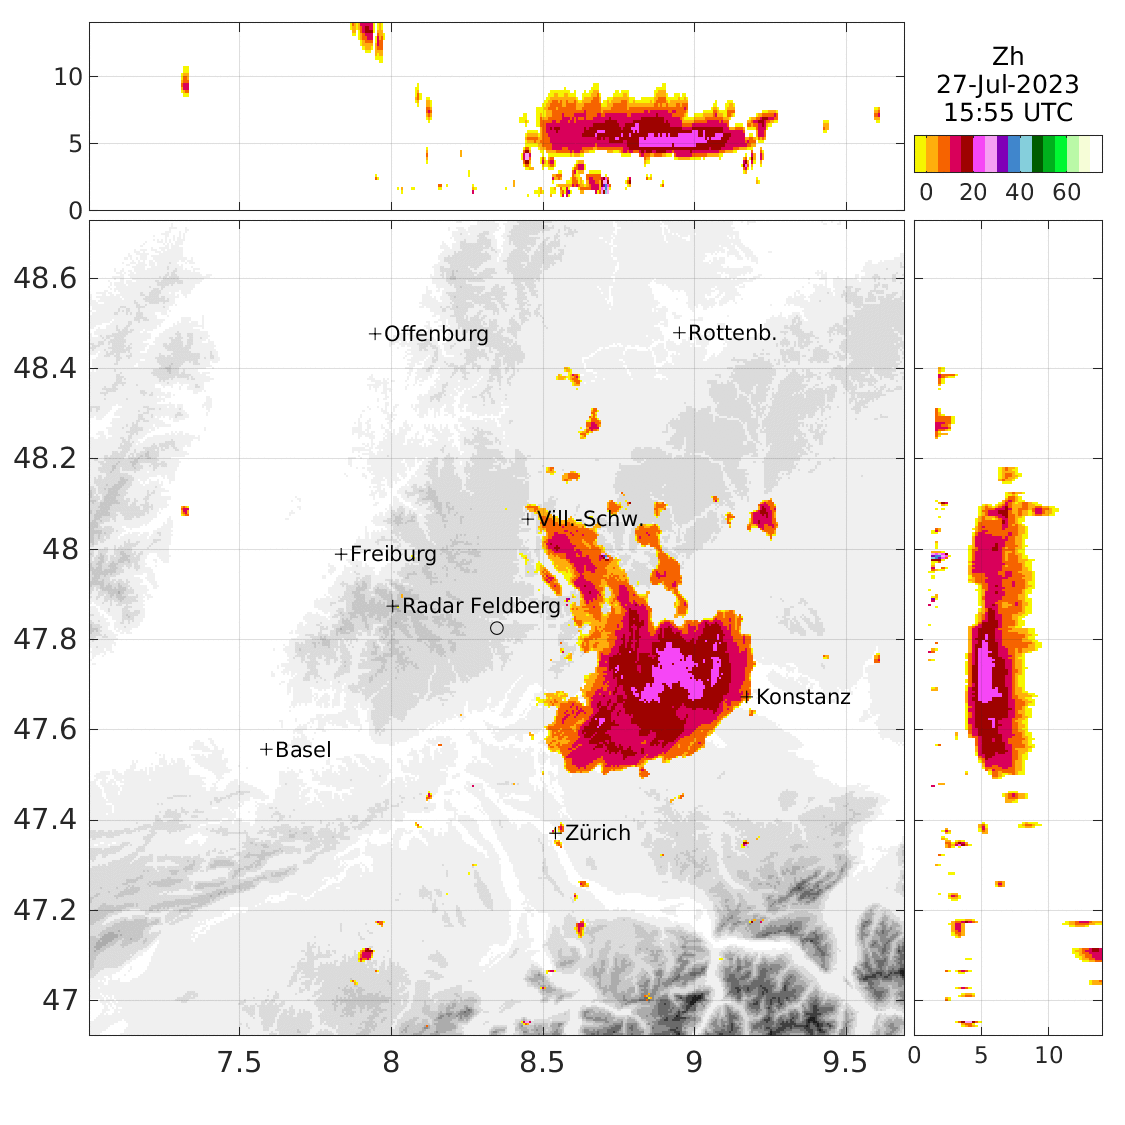 10
5
0
Zh
27-Jul-2023
15:55 UTC
0 20 40 60
48.6
48.4
48.2
48
47.8
47.6
47.4
47.2
47
Offenburg
Rottenb.
Vill.-Schw.
Freiburg
Radar Feldberg
Konstanz
Basel
Zürich
7.5 8 8.5 9 9.5
0 5 10